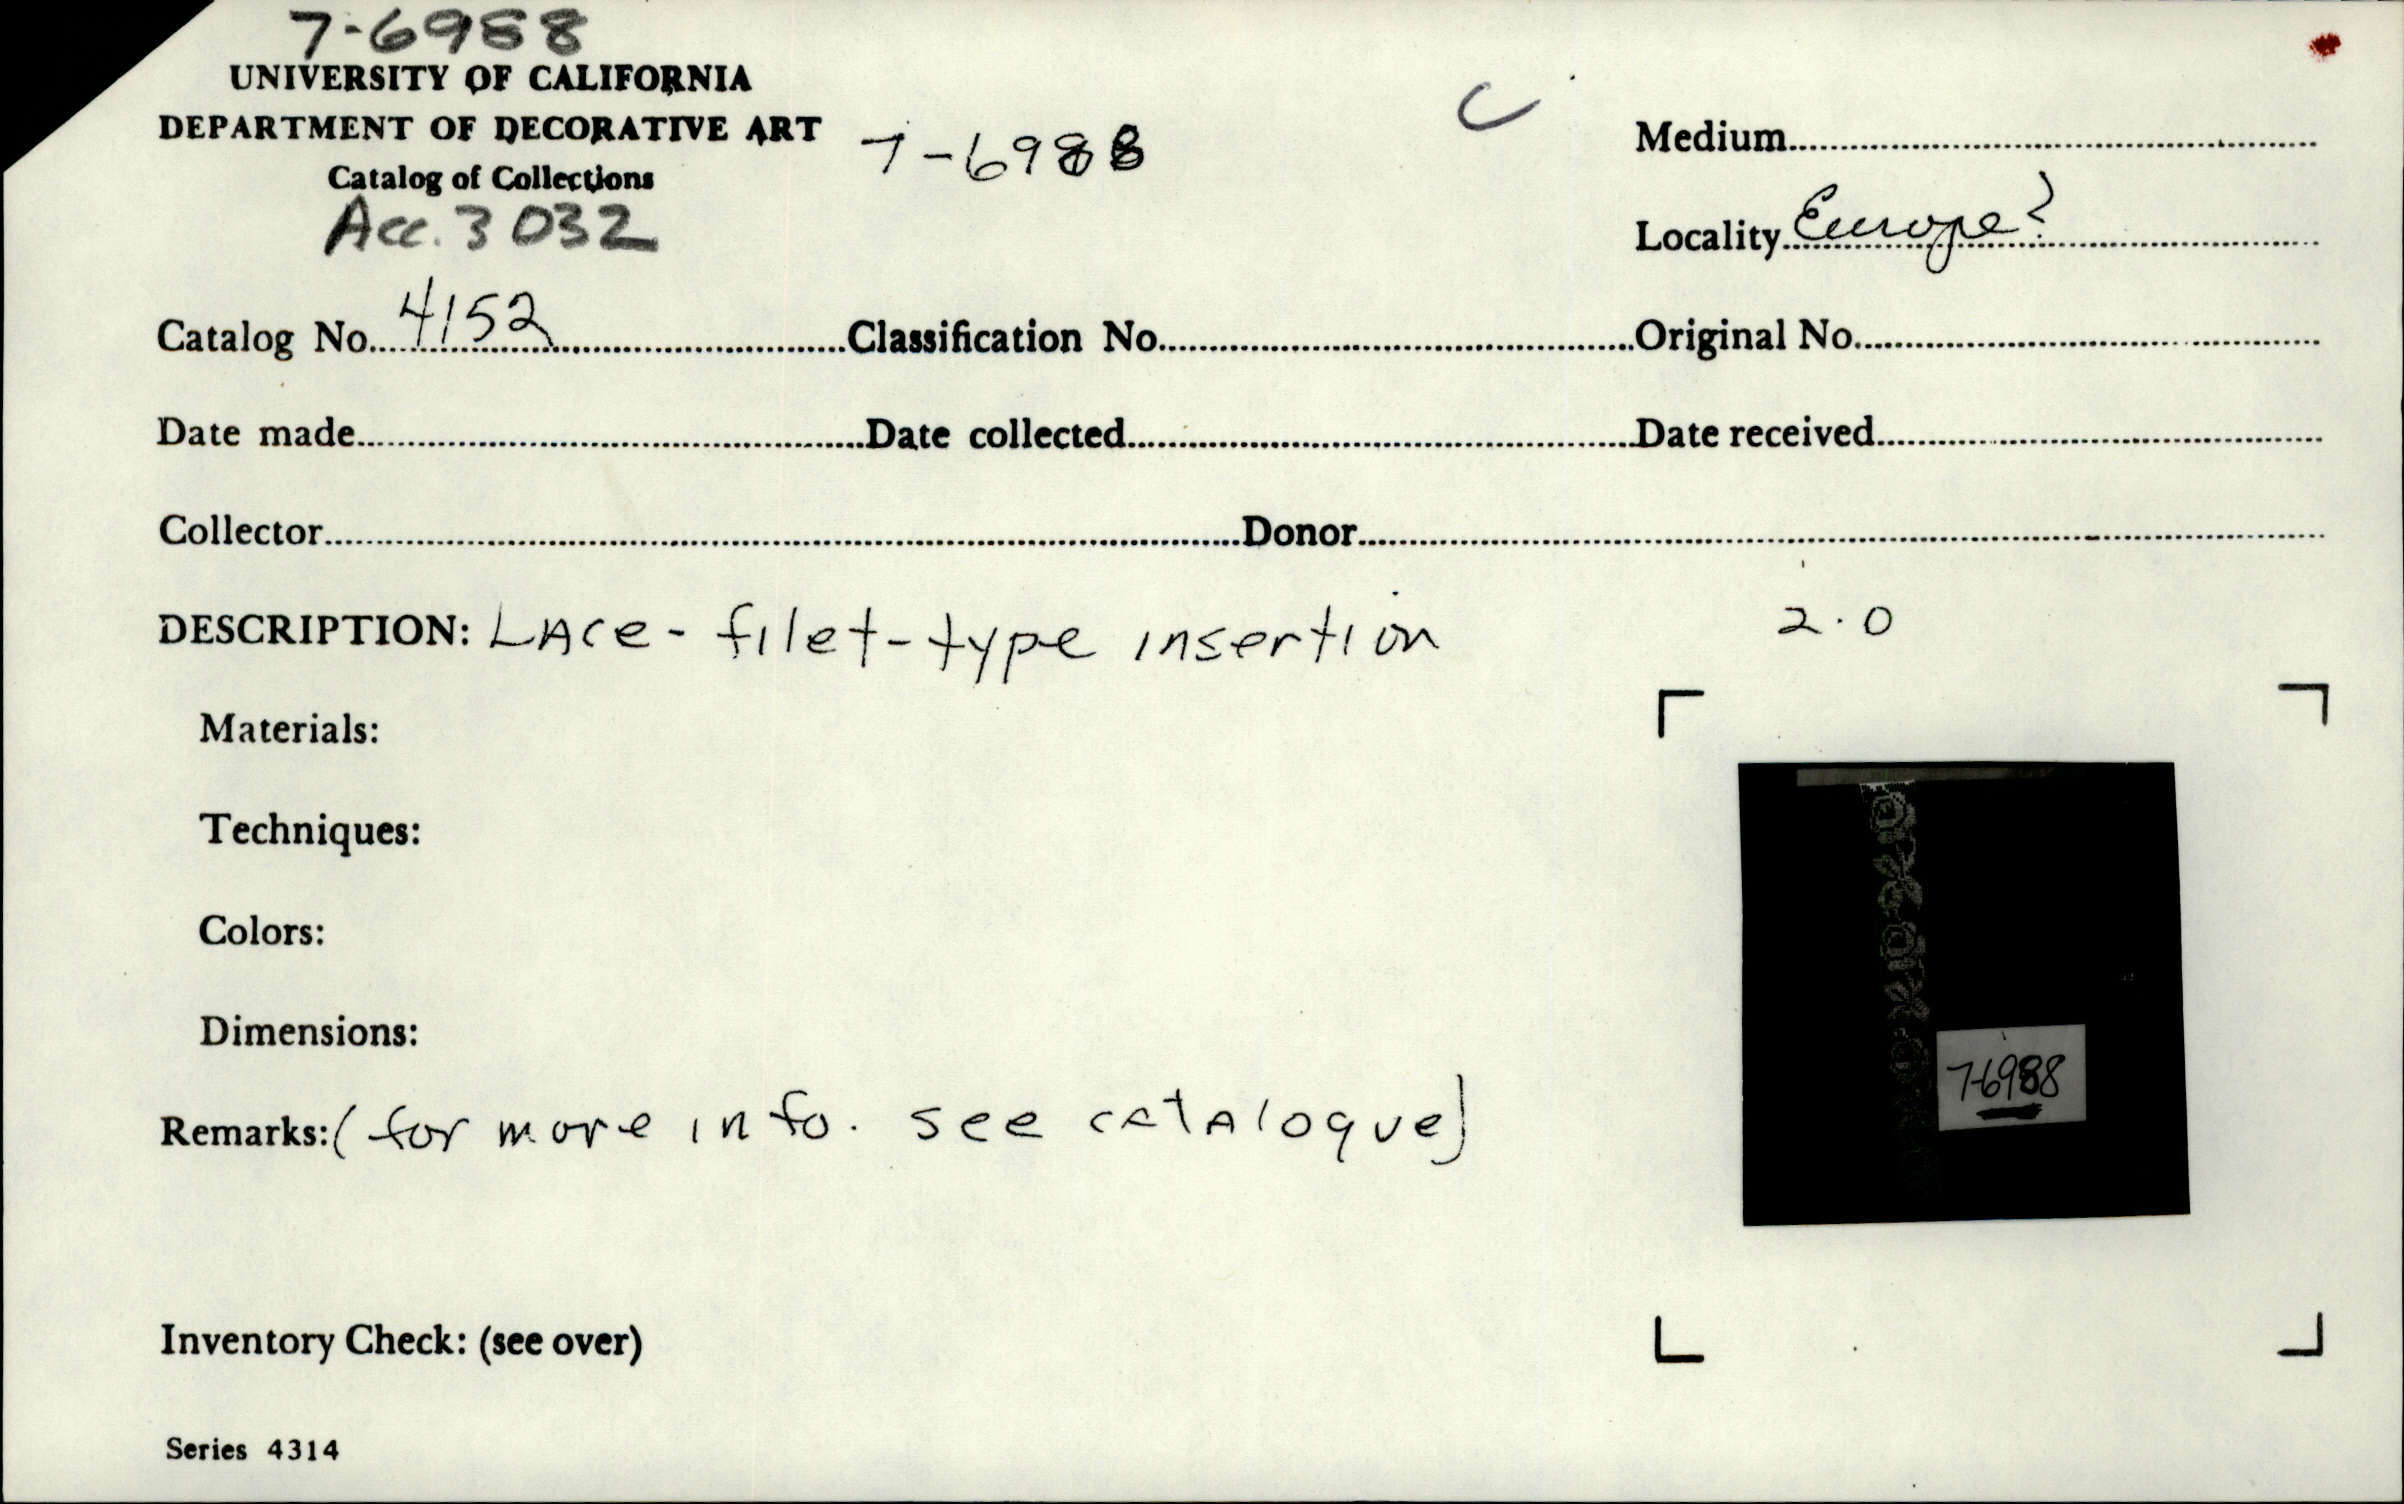 7-6988
UNIVERSITY OF CALIFORNIA
DEPARTMENT OF DECORATIVE ART
Catalog of Collections
Acc. 3032
7-6988
C
Medium
Locality Europe?
Catalog No. 4152 Classification No. Original No.
Date made Date collected Date received
Collector Donor
DESCRIPTION: LACe - filet-type insertion
2.0
Materials:
Techniques:
Colors:
Dimensions:
7-6988
Remarks: (for more info. see catalogue)
Inventory Check: (see over)
Series 4314